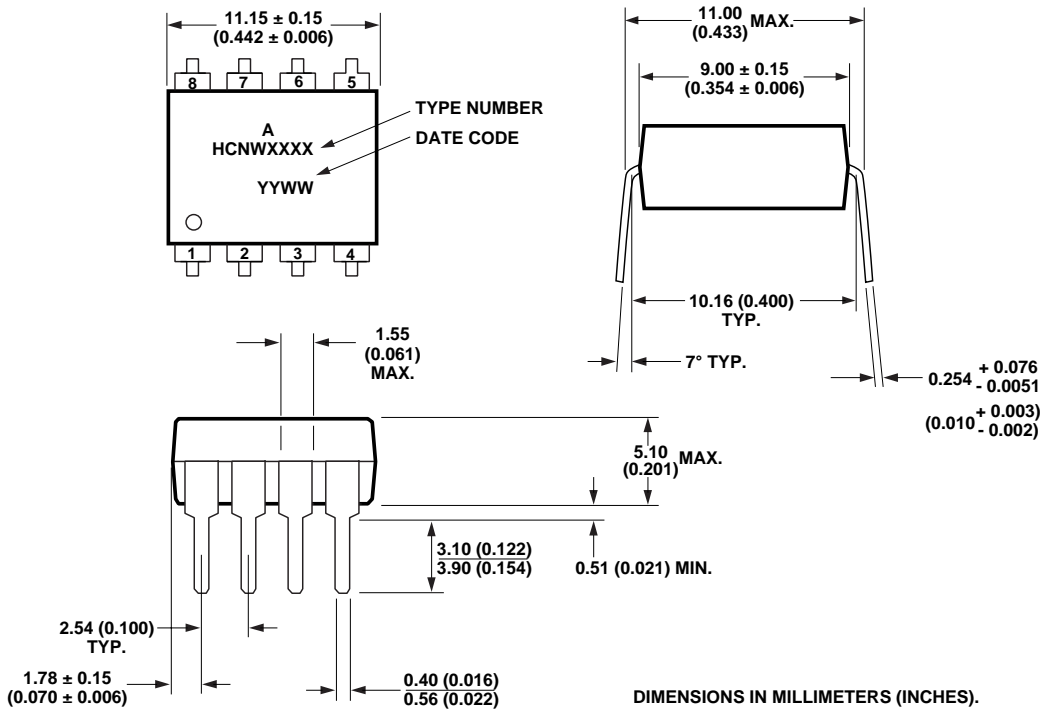 11.15 ± 0.15
(0.442 ± 0.006)
8 7 6 5
A
HCNWXXXX
YYWW
1 2 3 4
TYPE NUMBER
DATE CODE
11.00
(0.433) MAX.
9.00 ± 0.15
(0.354 ± 0.006)
10.16 (0.400)
TYP.
7° TYP.
0.254 + 0.076
- 0.0051
(0.010 + 0.003)
- 0.002)
1.55
(0.061)
MAX.
5.10
(0.201) MAX.
3.10 (0.122)
3.90 (0.154)
0.51 (0.021) MIN.
2.54 (0.100)
TYP.
1.78 ± 0.15
(0.070 ± 0.006)
0.40 (0.016)
0.56 (0.022)
DIMENSIONS IN MILLIMETERS (INCHES).